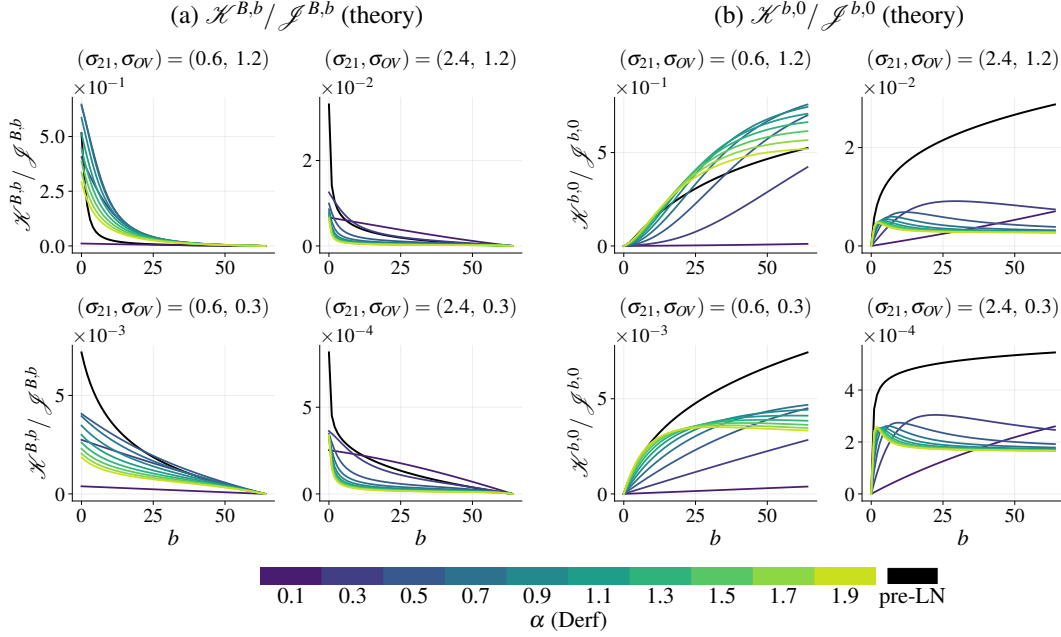 (a) 𝒦^{B,b}/ 𝒥^{B,b} (theory)
(b) 𝒦^{b,0}/ 𝒥^{b,0} (theory)
(σ21, σOV) = (0.6, 1.2)
(σ21, σOV) = (2.4, 1.2)
(σ21, σOV) = (0.6, 1.2)
(σ21, σOV) = (2.4, 1.2)
×10^{−1}
×10^{−2}
×10^{−1}
×10^{−2}
𝒦^{B,b}/ 𝒥^{B,b}
5.0
2.5
0.0
0 25 50
2
0
0 25 50
𝒦^{b,0}/ 𝒥^{b,0}
5
0
0 25 50
2
0
0 25 50
(σ21, σOV) = (0.6, 0.3)
(σ21, σOV) = (2.4, 0.3)
(σ21, σOV) = (0.6, 0.3)
(σ21, σOV) = (2.4, 0.3)
×10^{−3}
×10^{−4}
×10^{−3}
×10^{−4}
𝒦^{B,b}/ 𝒥^{B,b}
5
0
0 25 50
b
5
0
0 25 50
b
𝒦^{b,0}/ 𝒥^{b,0}
5
0
0 25 50
b
4
2
0
0 25 50
b
0.1 0.3 0.5 0.7 0.9 1.1 1.3 1.5 1.7 1.9 pre-LN
α (Derf)